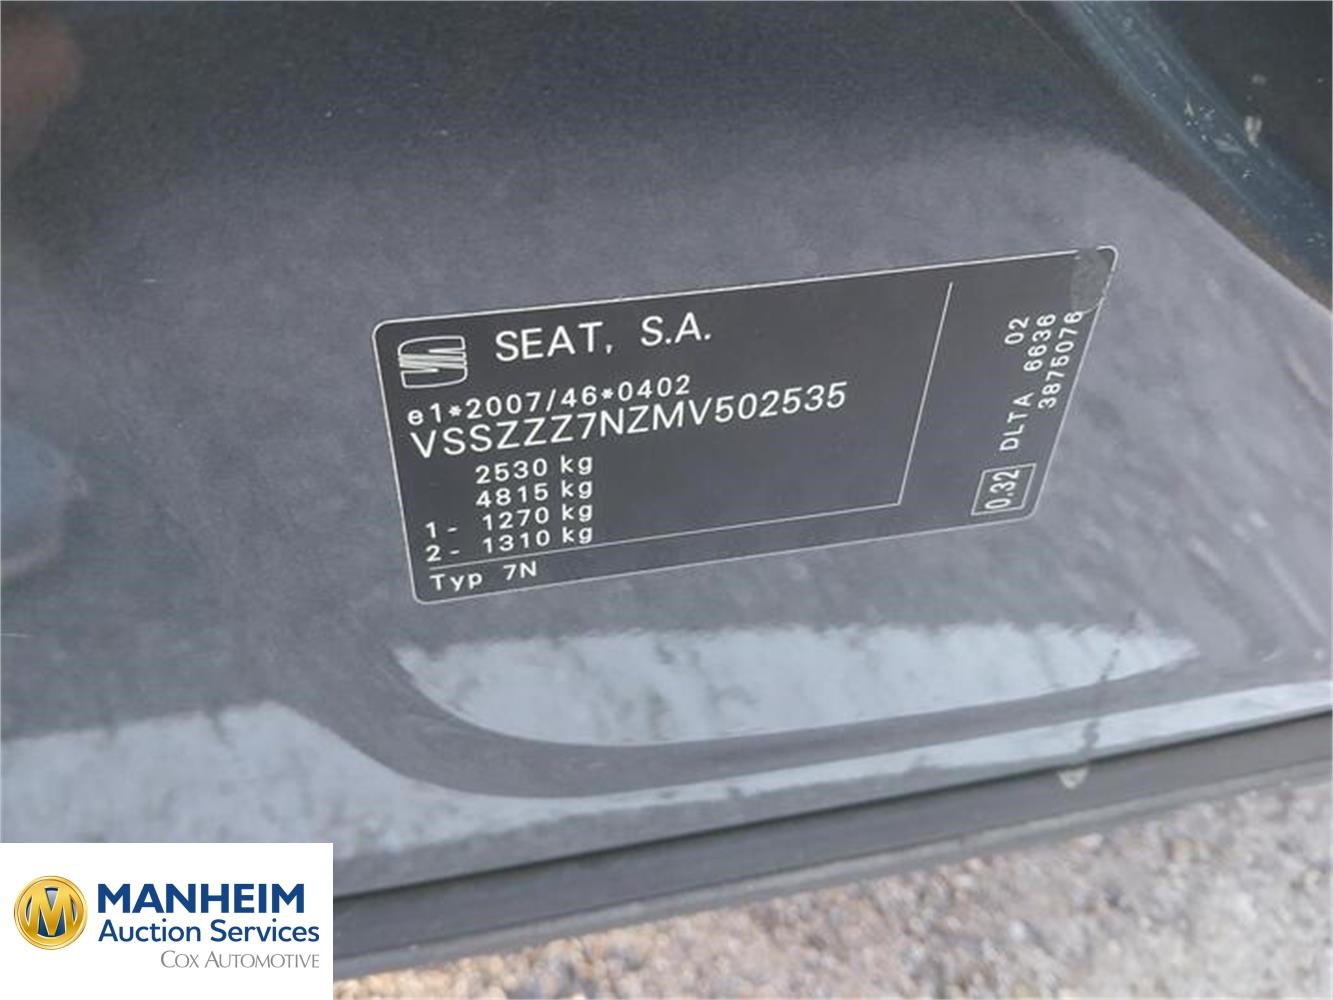 SEAT, S.A.
e1*2007/46*0402
VSSZZZ7NZMV502535
2530 kg
4815 kg
1- 1270 kg
2- 1310 kg
Typ 7N
02
DLTA 6636
3875076
0.32
MANHEIM
Auction Services
COX AUTOMOTIVE